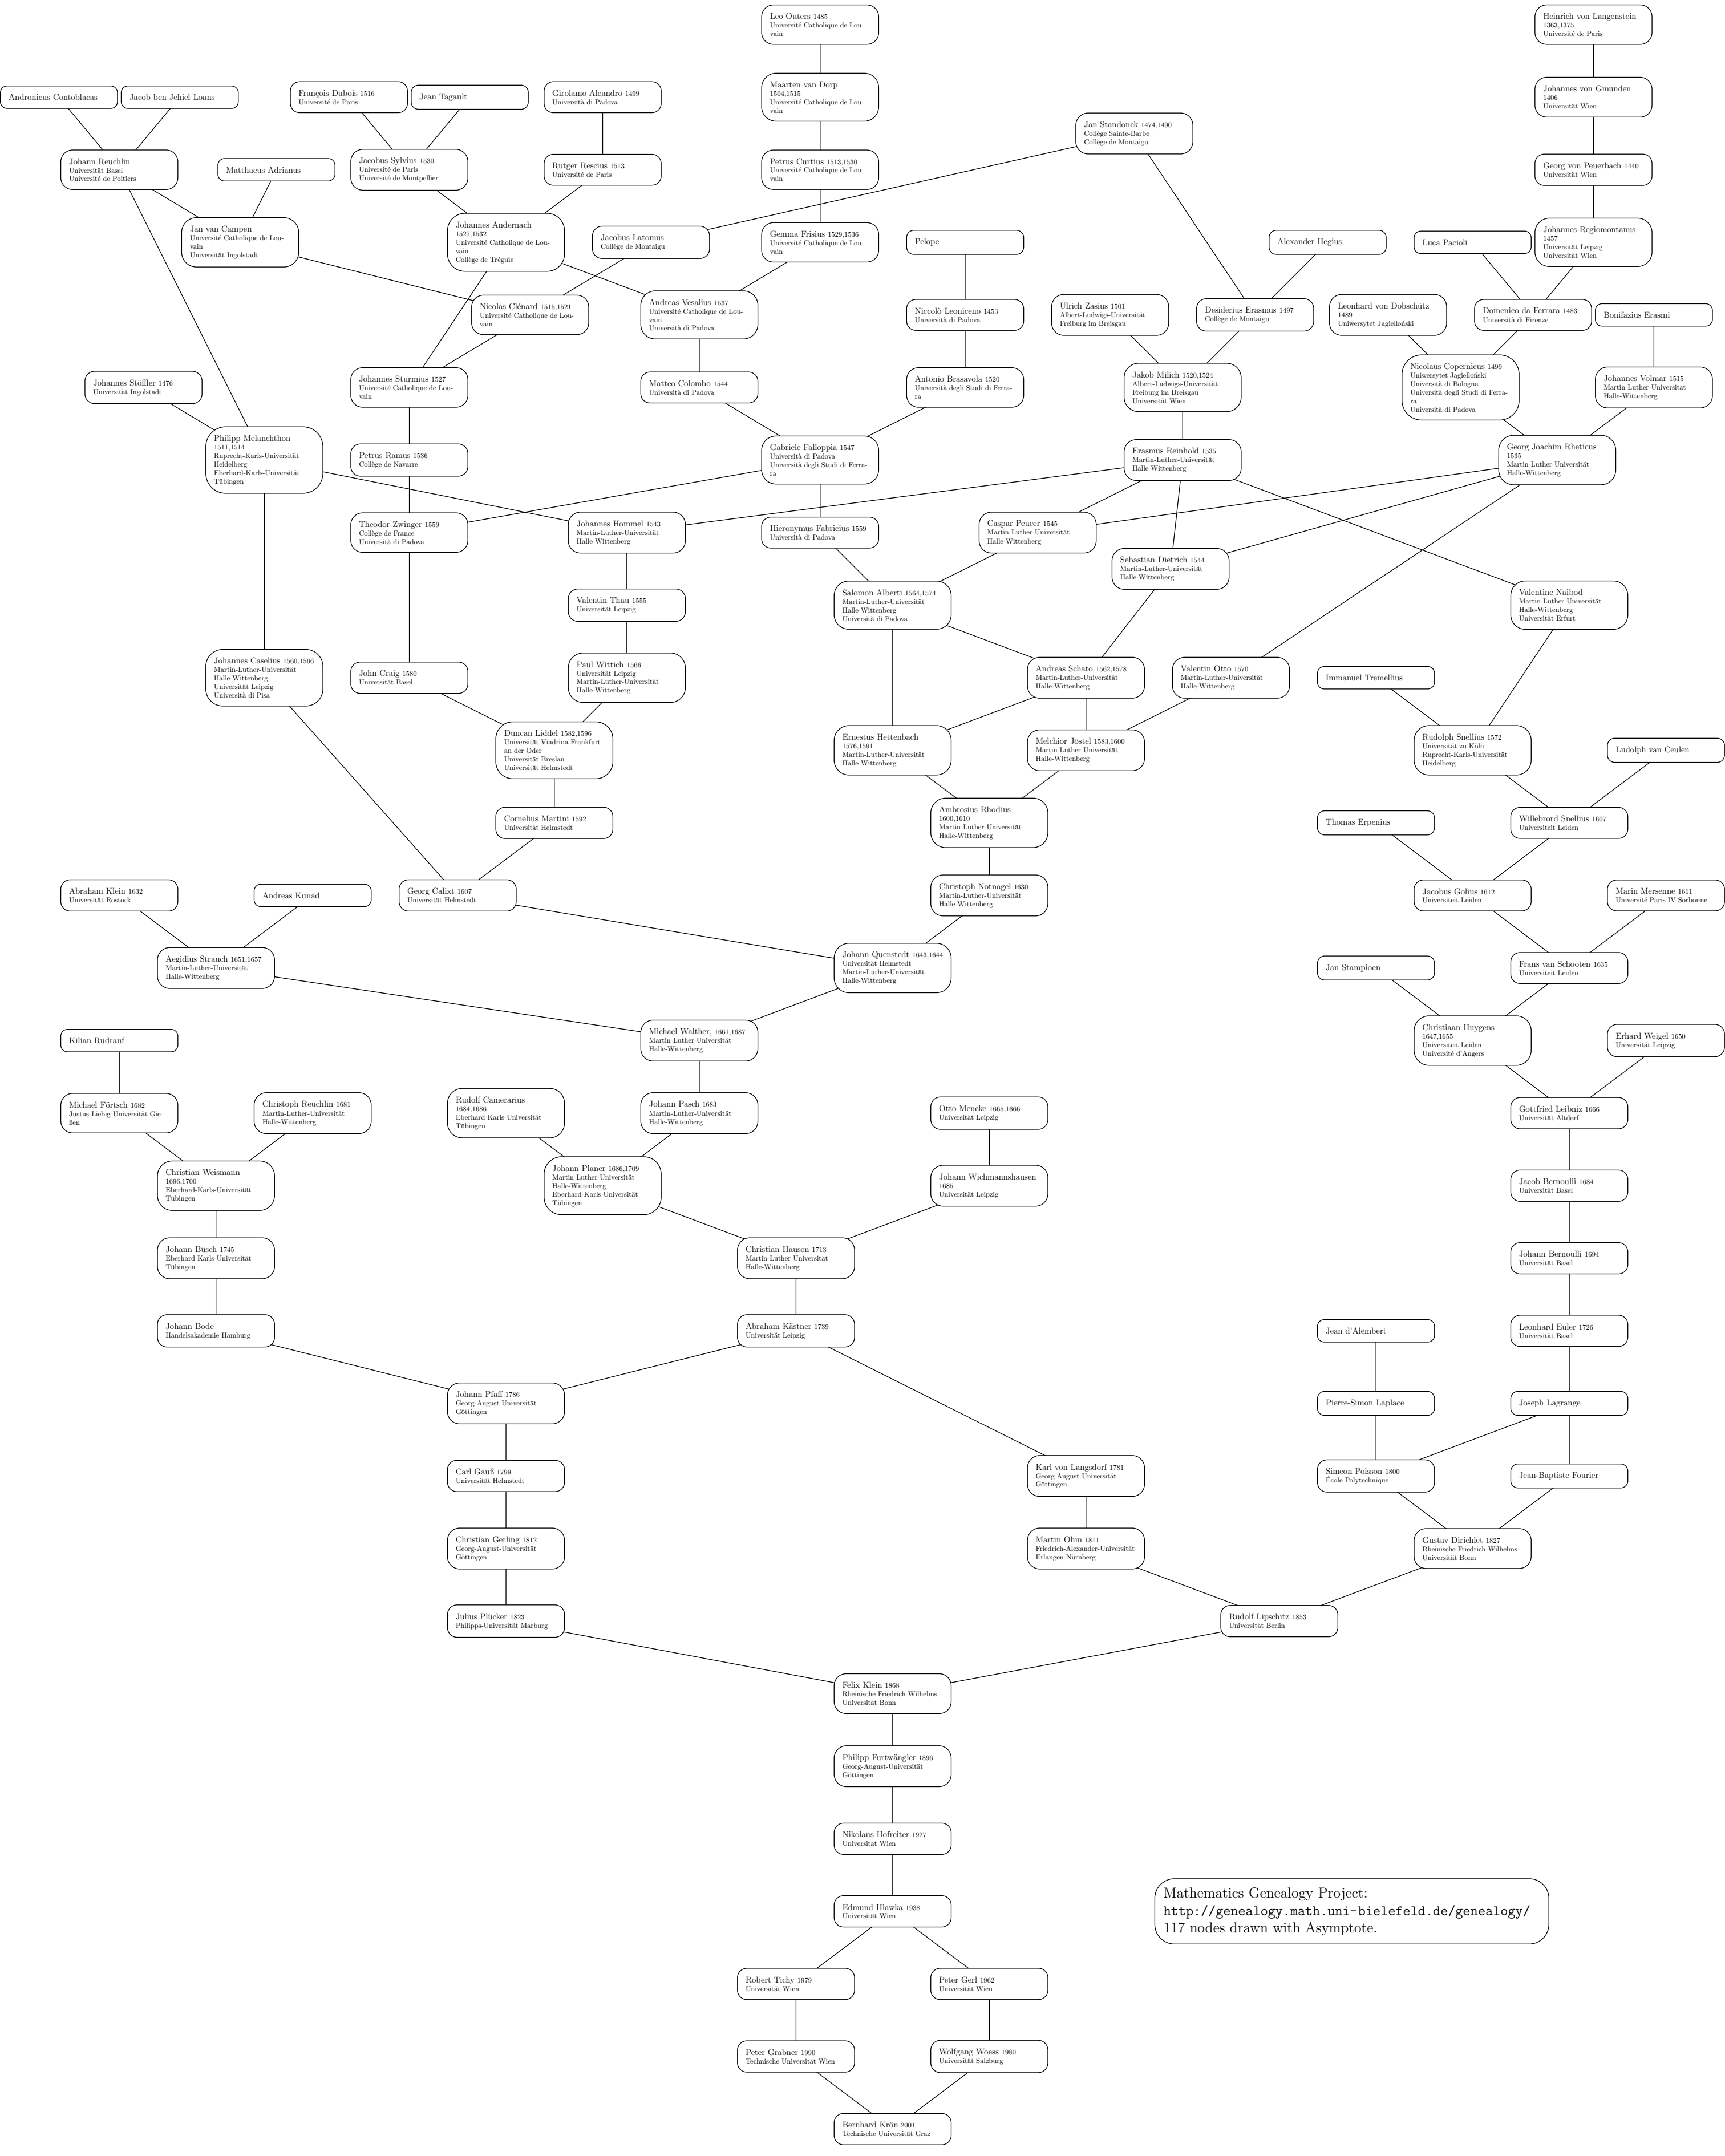 Leo Outers 1485
Université Catholique de Lou-
vain
Heinrich von Langenstein
1363,1375
Université de Paris
Andronicus Contoblacas
Jacob ben Jehiel Loans
François Dubois 1516
Université de Paris
Jean Tagault
Girolamo Aleandro 1499
Università di Padova
Maarten van Dorp
1504,1515
Université Catholique de Lou-
vain
Johannes von Gmunden
1406
Universität Wien
Jan Standonck 1474,1490
Collège Sainte-Barbe
Collège de Montaigu
Johann Reuchlin
Universität Basel
Université de Poitiers
Matthaeus Adrianus
Jacobus Sylvius 1530
Université de Paris
Université de Montpellier
Rutger Rescius 1513
Université de Paris
Petrus Curtius 1513,1530
Université Catholique de Lou-
vain
Georg von Peuerbach 1440
Universität Wien
Jan van Campen
Université Catholique de Lou-
vain
Universität Ingolstadt
Johannes Andernach
1527,1532
Université Catholique de Lou-
vain
Collège de Tréguie
Jacobus Latomus
Collège de Montaigu
Gemma Frisius 1529,1536
Université Catholique de Lou-
vain
Pelope
Alexander Hegius
Luca Pacioli
Johannes Regiomontanus
1457
Universität Leipzig
Universität Wien
Nicolas Clénard 1515,1521
Université Catholique de Lou-
vain
Andreas Vesalius 1537
Université Catholique de Lou-
vain
Università di Padova
Niccolò Leoniceno 1453
Università di Padova
Ulrich Zasius 1501
Albert-Ludwigs-Universität
Freiburg im Breisgau
Desiderius Erasmus 1497
Collège de Montaigu
Leonhard von Dobschütz
1489
Uniwersytet Jagielloński
Domenico da Ferrara 1483
Università di Firenze
Bonifazius Erasmi
Johannes Stöffler 1476
Universität Ingolstadt
Johannes Sturmius 1527
Université Catholique de Lou-
vain
Matteo Colombo 1544
Università di Padova
Antonio Brasavola 1520
Università degli Studi di Ferra-
ra
Jakob Milich 1520,1524
Albert-Ludwigs-Universität
Freiburg im Breisgau
Universität Wien
Nicolaus Copernicus 1499
Uniwersytet Jagielloński
Università di Bologna
Università degli Studi di Ferra-
ra
Università di Padova
Johannes Volmar 1515
Martin-Luther-Universität
Halle-Wittenberg
Philipp Melanchthon
1511,1514
Ruprecht-Karls-Universität
Heidelberg
Eberhard-Karls-Universität
Tübingen
Petrus Ramus 1536
Collège de Navarre
Gabriele Falloppia 1547
Università di Padova
Università degli Studi di Ferra-
ra
Erasmus Reinhold 1535
Martin-Luther-Universität
Halle-Wittenberg
Georg Joachim Rheticus
1535
Martin-Luther-Universität
Halle-Wittenberg
Theodor Zwinger 1559
Collège de France
Università di Padova
Johannes Hommel 1543
Martin-Luther-Universität
Halle-Wittenberg
Hieronymus Fabricius 1559
Università di Padova
Caspar Peucer 1545
Martin-Luther-Universität
Halle-Wittenberg
Sebastian Dietrich 1544
Martin-Luther-Universität
Halle-Wittenberg
Valentin Thau 1555
Universität Leipzig
Salomon Alberti 1564,1574
Martin-Luther-Universität
Halle-Wittenberg
Università di Padova
Valentine Naibod
Martin-Luther-Universität
Halle-Wittenberg
Universität Erfurt
Johannes Caselius 1560,1566
Martin-Luther-Universität
Halle-Wittenberg
Universität Leipzig
Università di Pisa
John Craig 1580
Universität Basel
Paul Wittich 1566
Universität Leipzig
Martin-Luther-Universität
Halle-Wittenberg
Andreas Schato 1562,1578
Martin-Luther-Universität
Halle-Wittenberg
Valentin Otto 1570
Martin-Luther-Universität
Halle-Wittenberg
Immanuel Tremellius
Duncan Liddel 1582,1596
Universität Viadrina Frankfurt
an der Oder
Universität Breslau
Universität Helmstedt
Ernestus Hettenbach
1576,1591
Martin-Luther-Universität
Halle-Wittenberg
Melchior Jöstel 1583,1600
Martin-Luther-Universität
Halle-Wittenberg
Rudolph Snellius 1572
Universität zu Köln
Ruprecht-Karls-Universität
Heidelberg
Ludolph van Ceulen
Cornelius Martini 1592
Universität Helmstedt
Ambrosius Rhodius
1600,1610
Martin-Luther-Universität
Halle-Wittenberg
Thomas Erpenius
Willebrord Snellius 1607
Universiteit Leiden
Abraham Klein 1632
Universität Rostock
Andreas Kunad
Georg Calixt 1607
Universität Helmstedt
Christoph Notnagel 1630
Martin-Luther-Universität
Halle-Wittenberg
Jacobus Golius 1612
Universiteit Leiden
Marin Mersenne 1611
Université Paris IV-Sorbonne
Aegidius Strauch 1651,1657
Martin-Luther-Universität
Halle-Wittenberg
Johann Quenstedt 1643,1644
Universität Helmstedt
Martin-Luther-Universität
Halle-Wittenberg
Jan Stampioen
Frans van Schooten 1635
Universiteit Leiden
Kilian Rudrauf
Michael Walther, 1661,1687
Martin-Luther-Universität
Halle-Wittenberg
Christiaan Huygens
1647,1655
Universiteit Leiden
Université d'Angers
Erhard Weigel 1650
Universität Leipzig
Michael Förtsch 1682
Justus-Liebig-Universität Gie-
ßen
Christoph Reuchlin 1681
Martin-Luther-Universität
Halle-Wittenberg
Rudolf Camerarius
1684,1686
Eberhard-Karls-Universität
Tübingen
Johann Pasch 1683
Martin-Luther-Universität
Halle-Wittenberg
Otto Mencke 1665,1666
Universität Leipzig
Gottfried Leibniz 1666
Universität Altdorf
Christian Weismann
1696,1700
Eberhard-Karls-Universität
Tübingen
Johann Planer 1686,1709
Martin-Luther-Universität
Halle-Wittenberg
Eberhard-Karls-Universität
Tübingen
Johann Wichmannshausen
1685
Universität Leipzig
Jacob Bernoulli 1684
Universität Basel
Johann Büsch 1745
Eberhard-Karls-Universität
Tübingen
Christian Hausen 1713
Martin-Luther-Universität
Halle-Wittenberg
Johann Bernoulli 1694
Universität Basel
Johann Bode
Handelsakademie Hamburg
Abraham Kästner 1739
Universität Leipzig
Jean d'Alembert
Leonhard Euler 1726
Universität Basel
Johann Pfaff 1786
Georg-August-Universität
Göttingen
Pierre-Simon Laplace
Joseph Lagrange
Carl Gauß 1799
Universität Helmstedt
Karl von Langsdorf 1781
Georg-August-Universität
Göttingen
Simeon Poisson 1800
École Polytechnique
Jean-Baptiste Fourier
Christian Gerling 1812
Georg-August-Universität
Göttingen
Martin Ohm 1811
Friedrich-Alexander-Universität
Erlangen-Nürnberg
Gustav Dirichlet 1827
Rheinische Friedrich-Wilhelms-
Universität Bonn
Julius Plücker 1823
Philipps-Universität Marburg
Rudolf Lipschitz 1853
Universität Berlin
Felix Klein 1868
Rheinische Friedrich-Wilhelms-
Universität Bonn
Philipp Furtwängler 1896
Georg-August-Universität
Göttingen
Nikolaus Hofreiter 1927
Universität Wien
Edmund Hlawka 1938
Universität Wien
Mathematics Genealogy Project:
http://genealogy.math.uni-bielefeld.de/genealogy/
117 nodes drawn with Asymptote.
Robert Tichy 1979
Universität Wien
Peter Gerl 1962
Universität Wien
Peter Grabner 1990
Technische Universität Wien
Wolfgang Woess 1980
Universität Salzburg
Bernhard Krön 2001
Technische Universität Graz